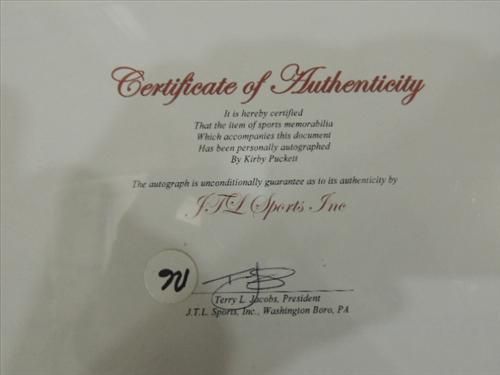 Certificate of Authenticity
It is hereby certified
That the item of sports memorabilia
Which accompanies this document
Has been personally autographed
By Kirby Puckett
The autograph is unconditionally guarantee as to its authenticity by
J.T.L Sports Inc
Terry L. Jacobs, President
J.T.L. Sports, Inc., Washington Boro, PA